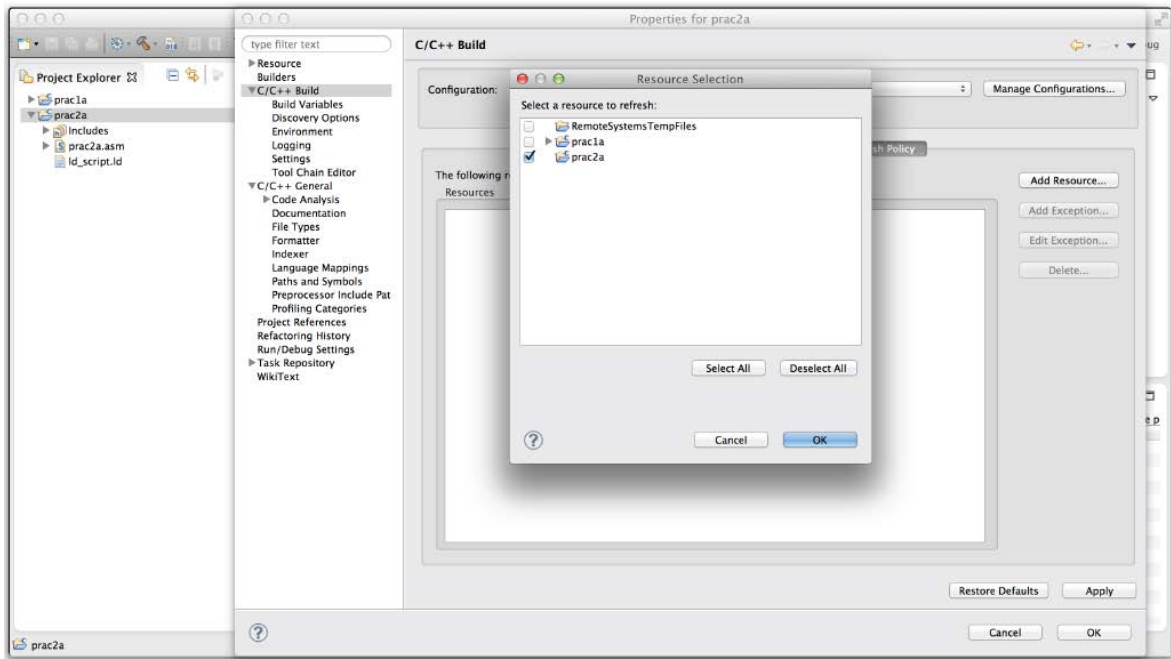 Properties for prac2a
type filter text
C/C++ Build
ug
Project Explorer
prac1a
prac2a
Includes
prac2a.asm
ld_script.ld
Resource
Builders
C/C++ Build
Build Variables
Discovery Options
Environment
Logging
Settings
Tool Chain Editor
C/C++ General
Code Analysis
Documentation
File Types
Formatter
Indexer
Language Mappings
Paths and Symbols
Preprocessor Include Pat
Profiling Categories
Project References
Refactoring History
Run/Debug Settings
Task Repository
WikiText
Configuration:
Manage Configurations...
sh Policy
The following r
Resources
Add Resource...
Add Exception...
Edit Exception...
Delete...
Resource Selection
Select a resource to refresh:
RemoteSystemsTempFiles
prac1a
prac2a
Select All
Deselect All
Cancel
OK
e p
Restore Defaults
Apply
Cancel
OK
prac2a